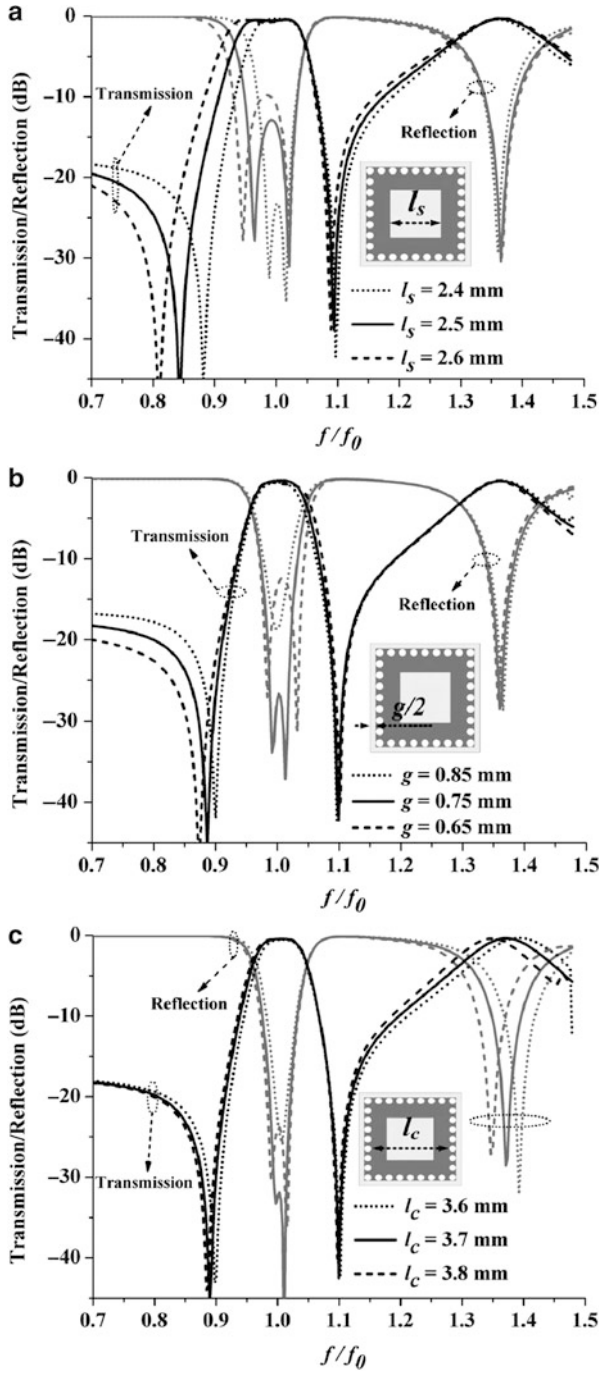 a
0
-10
-20
-30
-40
Transmission/Reflection (dB)
Transmission
Reflection
l_s
l_s = 2.4 mm
l_s = 2.5 mm
l_s = 2.6 mm
0.7 0.8 0.9 1.0 1.1 1.2 1.3 1.4 1.5
f/f_0
b
0
-10
-20
-30
-40
Transmission/Reflection (dB)
Transmission
Reflection
g/2
g = 0.85 mm
g = 0.75 mm
g = 0.65 mm
0.7 0.8 0.9 1.0 1.1 1.2 1.3 1.4 1.5
f/f_0
c
0
-10
-20
-30
-40
Transmission/Reflection (dB)
Reflection
Transmission
l_c
l_c = 3.6 mm
l_c = 3.7 mm
l_c = 3.8 mm
0.7 0.8 0.9 1.0 1.1 1.2 1.3 1.4 1.5
f/f_0